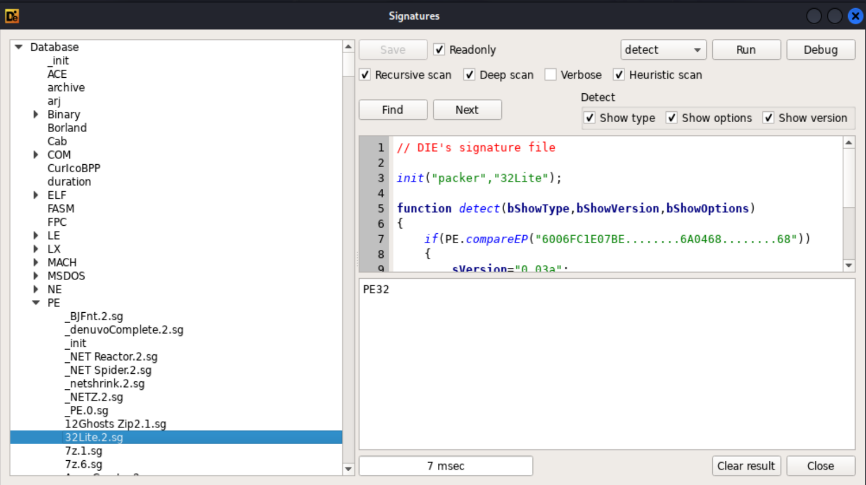 Signatures
Database
_init
ACE
archive
arj
Binary
Borland
Cab
COM
CurIcoBPP
duration
ELF
FASM
FPC
LE
LX
MACH
MSDOS
NE
PE
_BJFnt.2.sg
_denuvoComplete.2.sg
_init
_NET Reactor.2.sg
_NET Spider.2.sg
_netshrink.2.sg
_NETZ.2.sg
_PE.0.sg
12Ghosts Zip2.1.sg
32Lite.2.sg
7z.1.sg
7z.6.sg
Save Readonly detect Run Debug
Recursive scan Deep scan Verbose Heuristic scan
Detect
Find Next Show type Show options Show version
1 // DIE's signature file
2
3 init("packer","32Lite");
4
5 function detect(bShowType,bShowVersion,bShowOptions)
6 {
7 if(PE.compareEP("6006FC1E07BE........6A0468........68"))
8 {
9 sVersion="0.03a";
PE32
7 msec Clear result Close